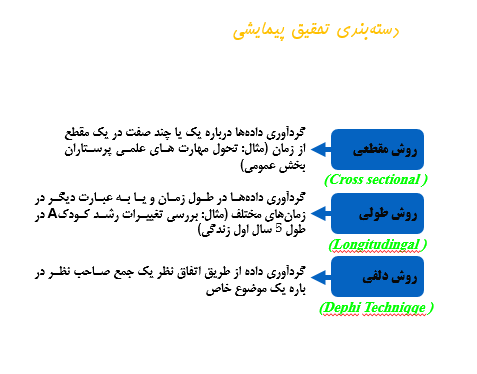 دسته‌بندی تحقیق پیمایشی
روش مقطعی
(Cross sectional )
گردآوری داده‌ها درباره یک یا چند صفت در یک مقطع
از زمان (مثال: تحول مهارت های علمی پرستاران
بخش عمومی)
روش طولی
(Longitudingal )
گردآوری داده‌ها در طول زمان و یا به عبارت دیگر در
زمان‌های مختلف (مثال: بررسی تغییرات رشد کودکA در
طول 5 سال اول زندگی)
روش دلفی
(Dephi Techniqqe )
گردآوری داده از طریق اتفاق نظر یک جمع صاحب نظر در
باره یک موضوع خاص